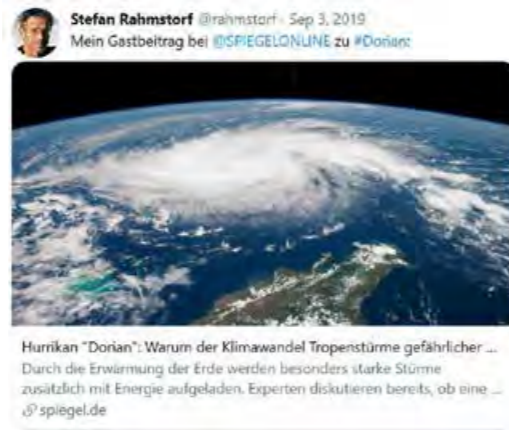 Stefan Rahmstorf @rahmstorf · Sep 3, 2019
Mein Gastbeitrag bei @SPIEGELONLINE zu #Dorian:
Hurrikan "Dorian": Warum der Klimawandel Tropenstürme gefährlicher ...
Durch die Erwärmung der Erde werden besonders starke Stürme
zusätzlich mit Energie aufgeladen. Experten diskutieren bereits, ob eine ...
spiegel.de